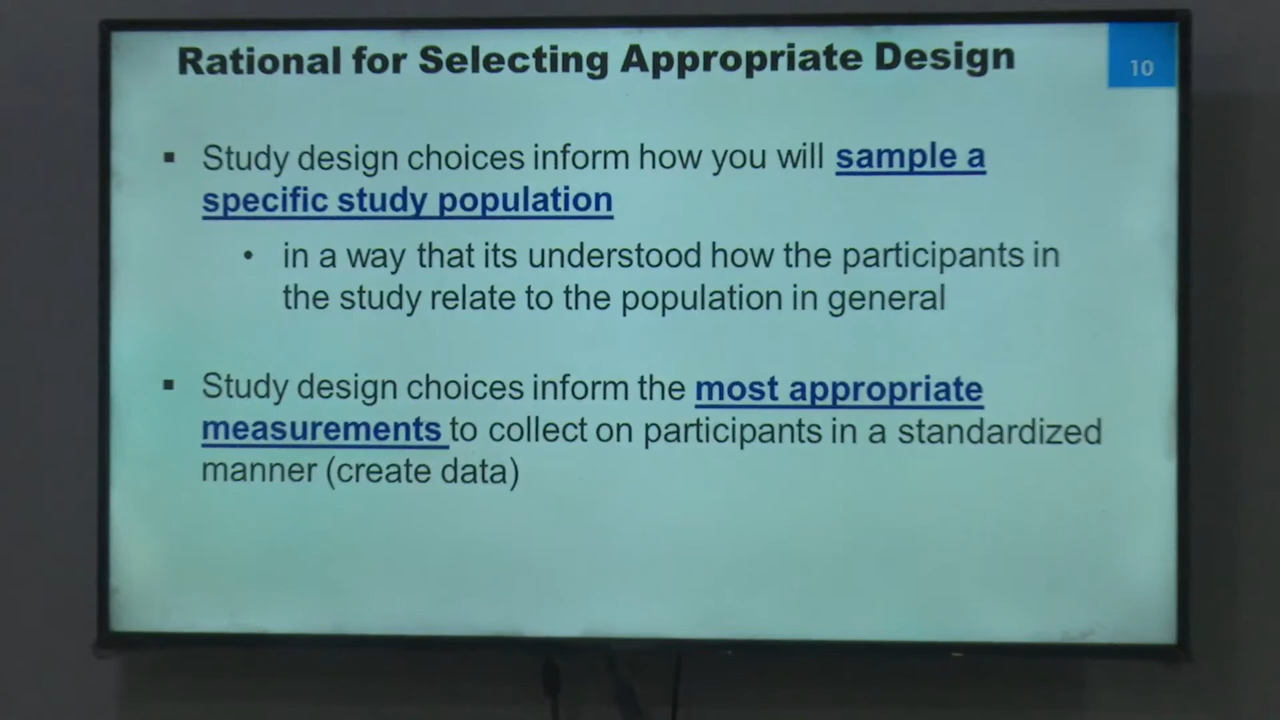 Rational for Selecting Appropriate Design
10
▪ Study design choices inform how you will sample a
specific study population
• in a way that its understood how the participants in
the study relate to the population in general
▪ Study design choices inform the most appropriate
measurements to collect on participants in a standardized
manner (create data)